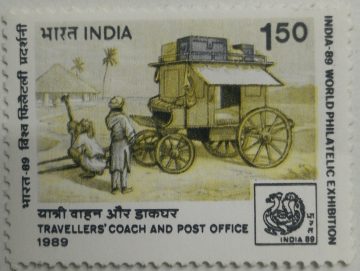 भारत INDIA
1.50
भारत-89 विश्व फिलैटली प्रदर्शनी
INDIA-89 WORLD PHILATELIC EXHIBITION
यात्री वाहन और डाकघर
TRAVELLERS' COACH AND POST OFFICE
1989
INDIA 89